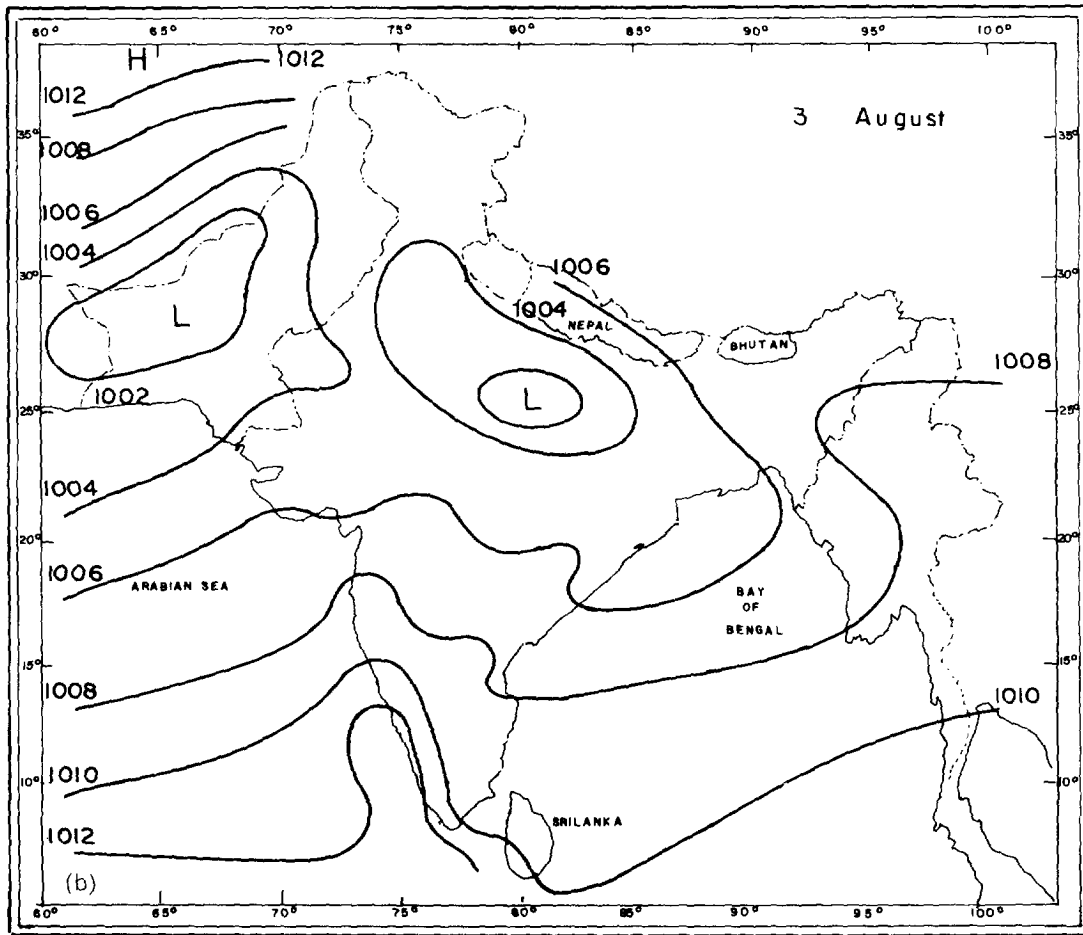 60° 65° 70° 75° 80° 85° 90° 95° 100°
H
1012
1012
3 August
35° 1008 35°
1006
1004
30° 1006 30°
1004
L
NEPAL
BHUTAN
1008
1002
L
25° 25°
1004
20° 20°
1006
ARABIAN SEA
BAY
OF
BENGAL
15° 15°
1008
1010
1010
10° 10°
SRILANKA
1012
(b)
60° 65° 70° 75° 80° 85° 90° 95° 100°